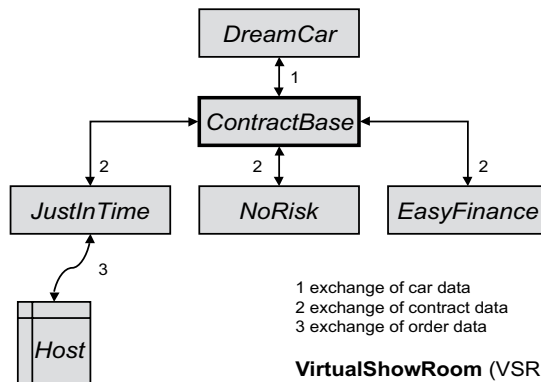 DreamCar
1
ContractBase
2
2
2
JustInTime
NoRisk
EasyFinance
3
Host
1 exchange of car data
2 exchange of contract data
3 exchange of order data
VirtualShowRoom (VSR